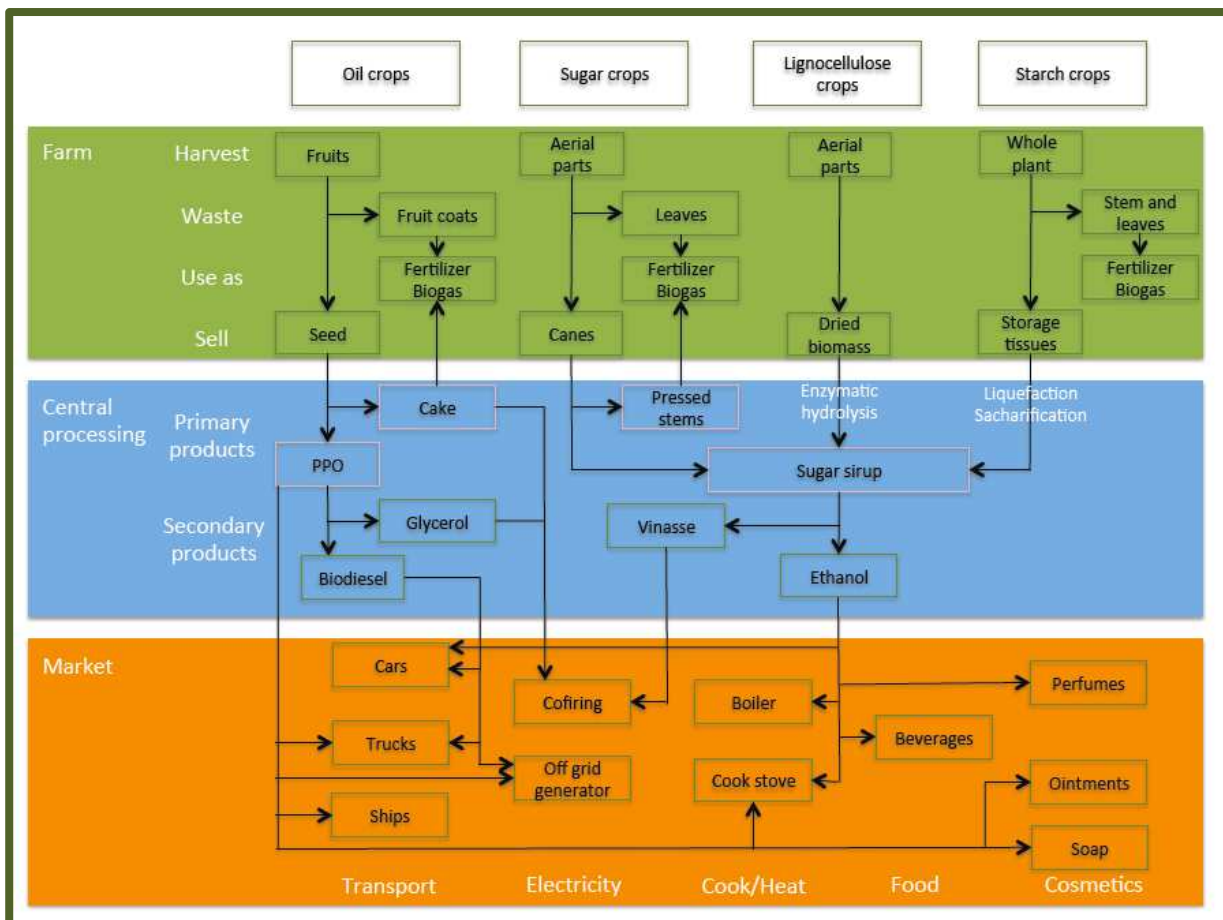 Oil crops
Sugar crops
Lignocellulose
crops
Starch crops
Farm
Harvest
Fruits
Aerial
parts
Aerial
parts
Whole
plant
Waste
Fruit coats
Leaves
Stem and
leaves
Use as
Fertilizer
Biogas
Fertilizer
Biogas
Fertilizer
Biogas
Sell
Seed
Canes
Dried
biomass
Storage
tissues
Central
processing
Primary
products
Cake
Pressed
stems
Enzymatic
hydrolysis
Liquefaction
Sacharification
PPO
Sugar sirup
Secondary
products
Glycerol
Vinasse
Biodiesel
Ethanol
Market
Cars
Cofiring
Boiler
Perfumes
Trucks
Beverages
Off grid
generator
Cook stove
Ointments
Ships
Soap
Transport
Electricity
Cook/Heat
Food
Cosmetics